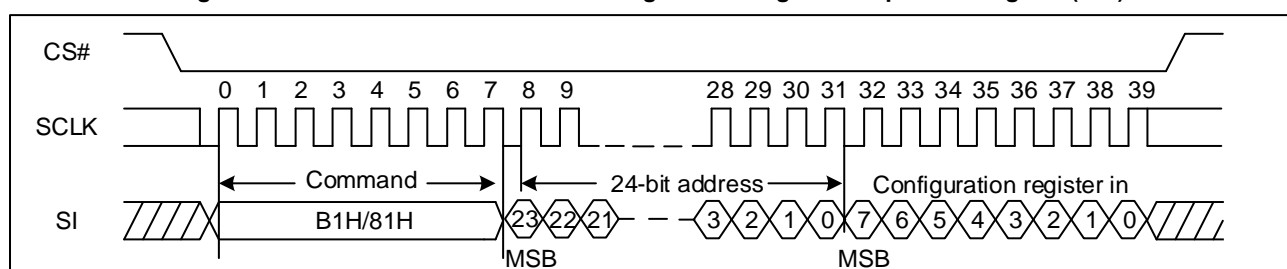 CS#
0 1 2 3 4 5 6 7 8 9 28 29 30 31 32 33 34 35 36 37 38 39
SCLK
Command 24-bit address Configuration register in
SI B1H/81H 23 22 21 3 2 1 0 7 6 5 4 3 2 1 0
MSB MSB